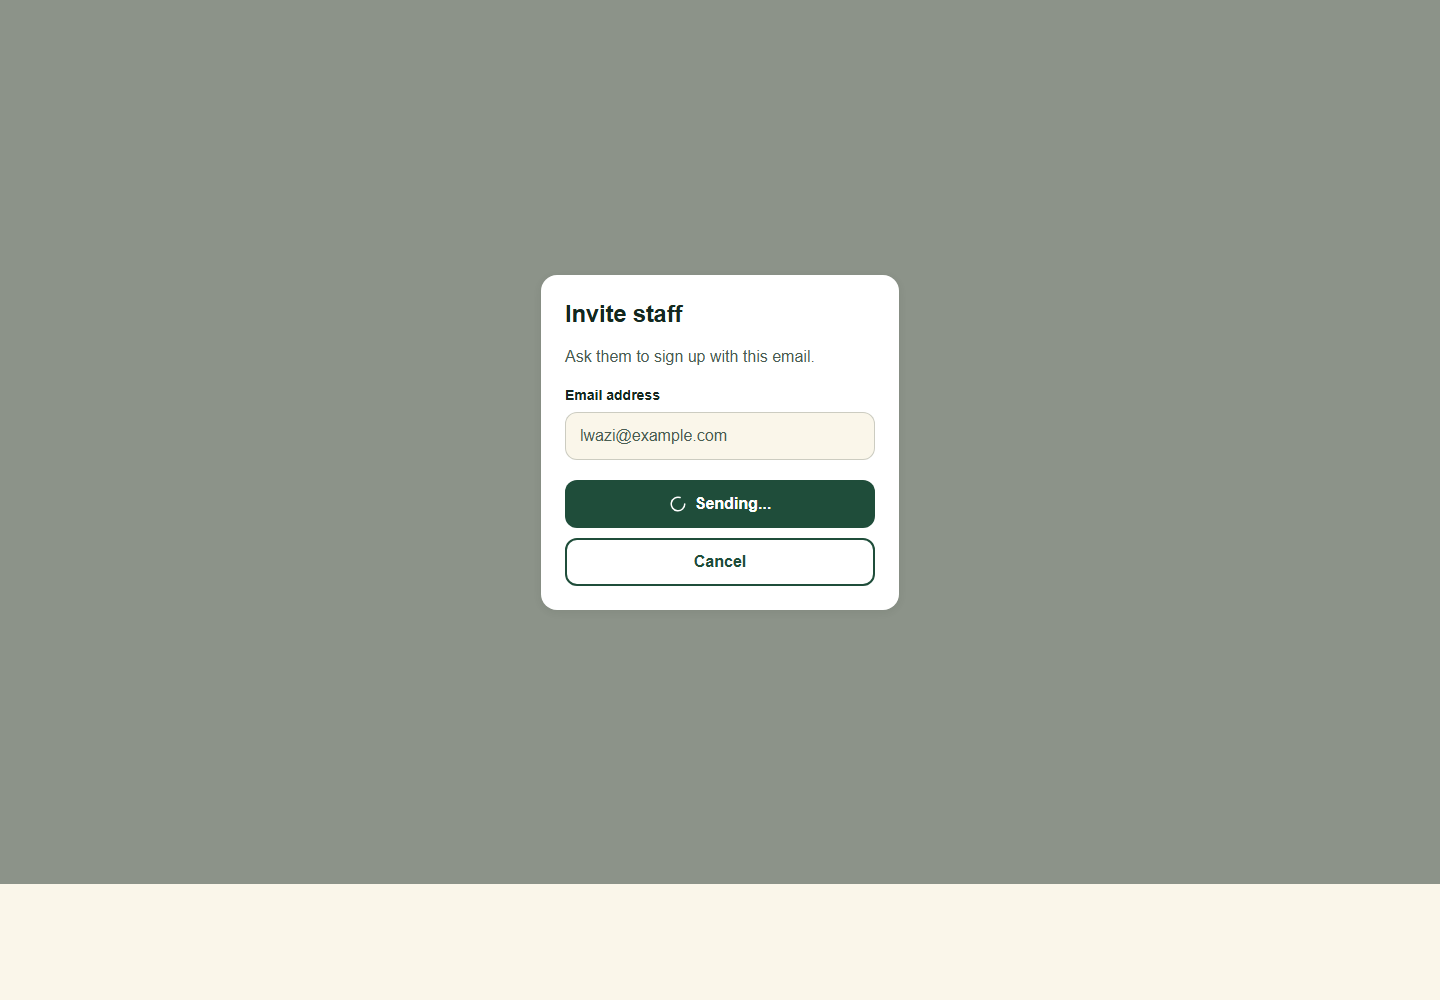 Invite staff
Ask them to sign up with this email.
Email address
lwazi@example.com
Sending...
Cancel